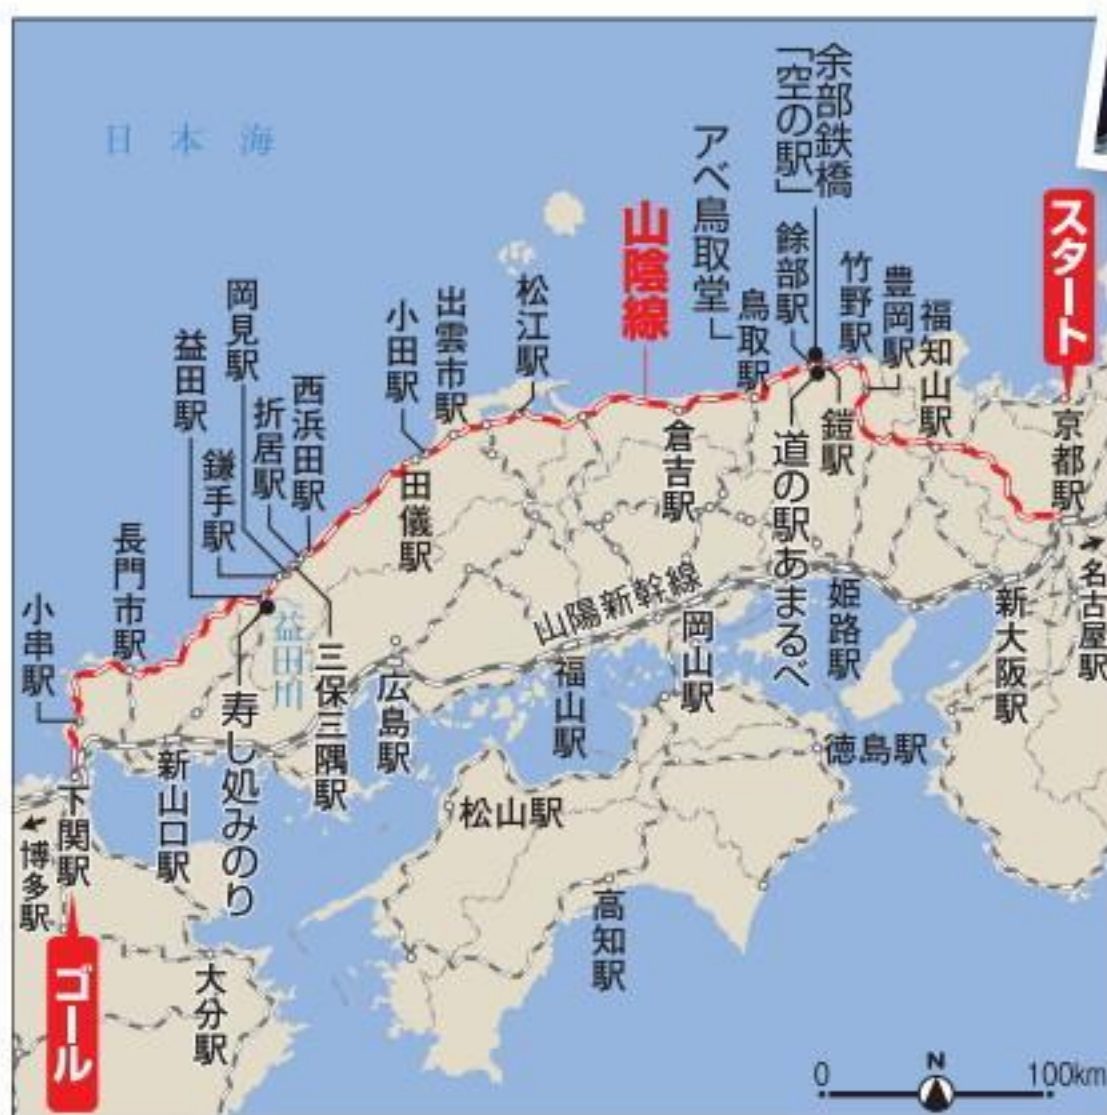 日本海
余部鉄橋
「空の駅」
アベ鳥取堂」
山陰線
スタート
餘部駅
竹野駅
豊岡駅
福知山駅
鳥取駅
松江駅
出雲市駅
小田駅
岡見駅
益田駅
西浜田駅
折居駅
鎌手駅
長門市駅
小串駅
田儀駅
倉吉駅
道の駅あまるべ
鎧駅
京都駅
名古屋駅
新大阪駅
姫路駅
山陽新幹線
岡山駅
福山駅
広島駅
三保三隅駅
益田川
寿し処みのり
新山口駅
下関駅
博多駅
ゴール
大分駅
松山駅
高知駅
徳島駅
0
N
100km